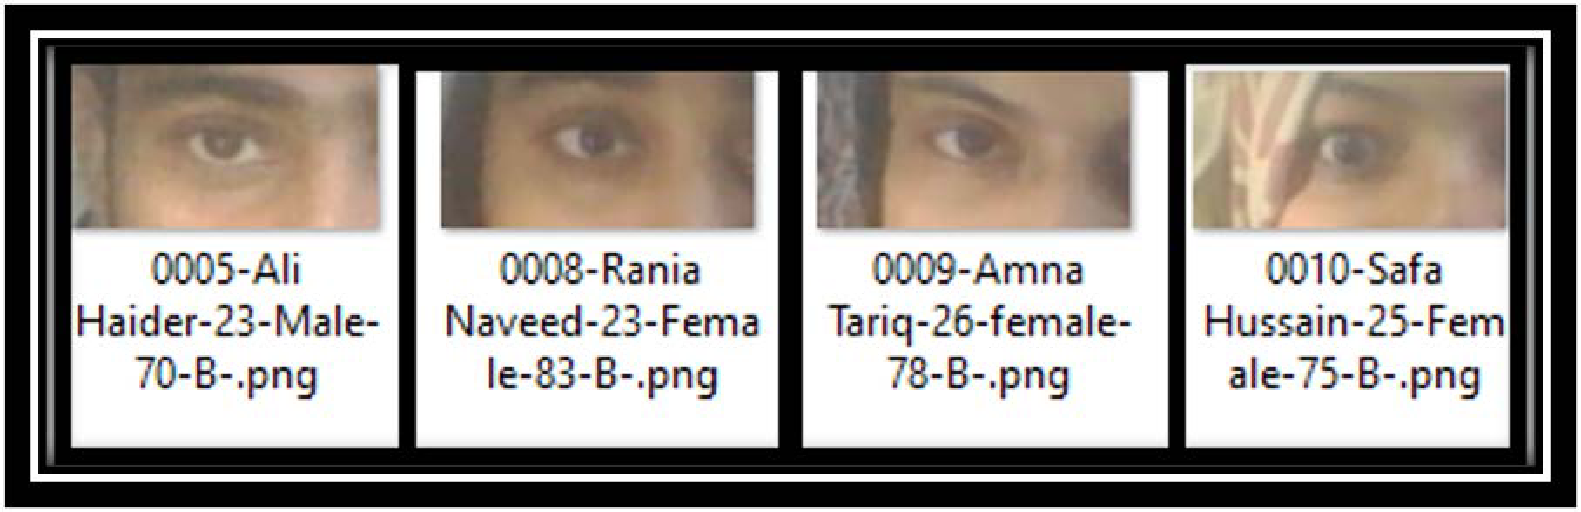 0005-Ali
Haider-23-Male-
70-B-.png
0008-Rania
Naveed-23-Fema
le-83-B-.png
0009-Amna
Tariq-26-female-
78-B-.png
0010-Safa
Hussain-25-Fem
ale-75-B-.png